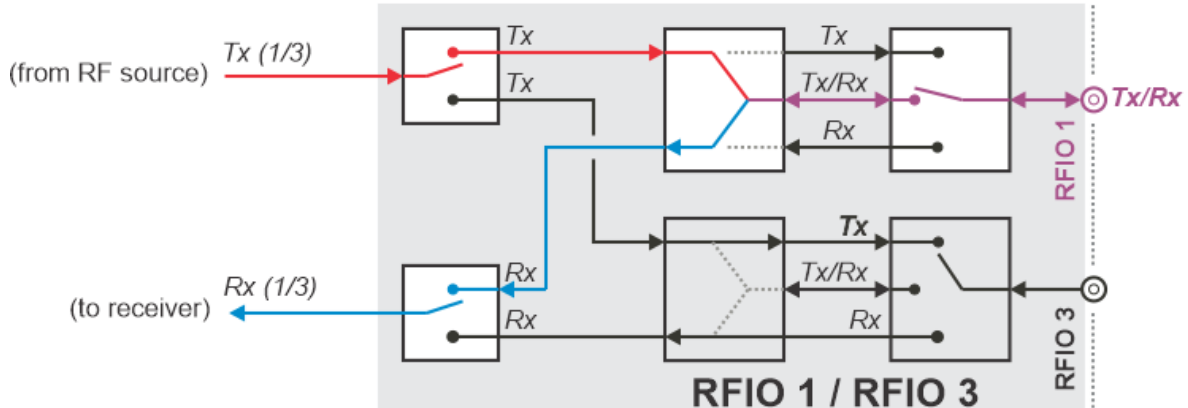 Tx (1/3)
(from RF source)
Tx
Tx
Tx
Tx/Rx
Rx
Tx/Rx
RFIO 1
Rx (1/3)
(to receiver)
Rx
Rx
Tx
Tx/Rx
Rx
RFIO 3
RFIO 1 / RFIO 3